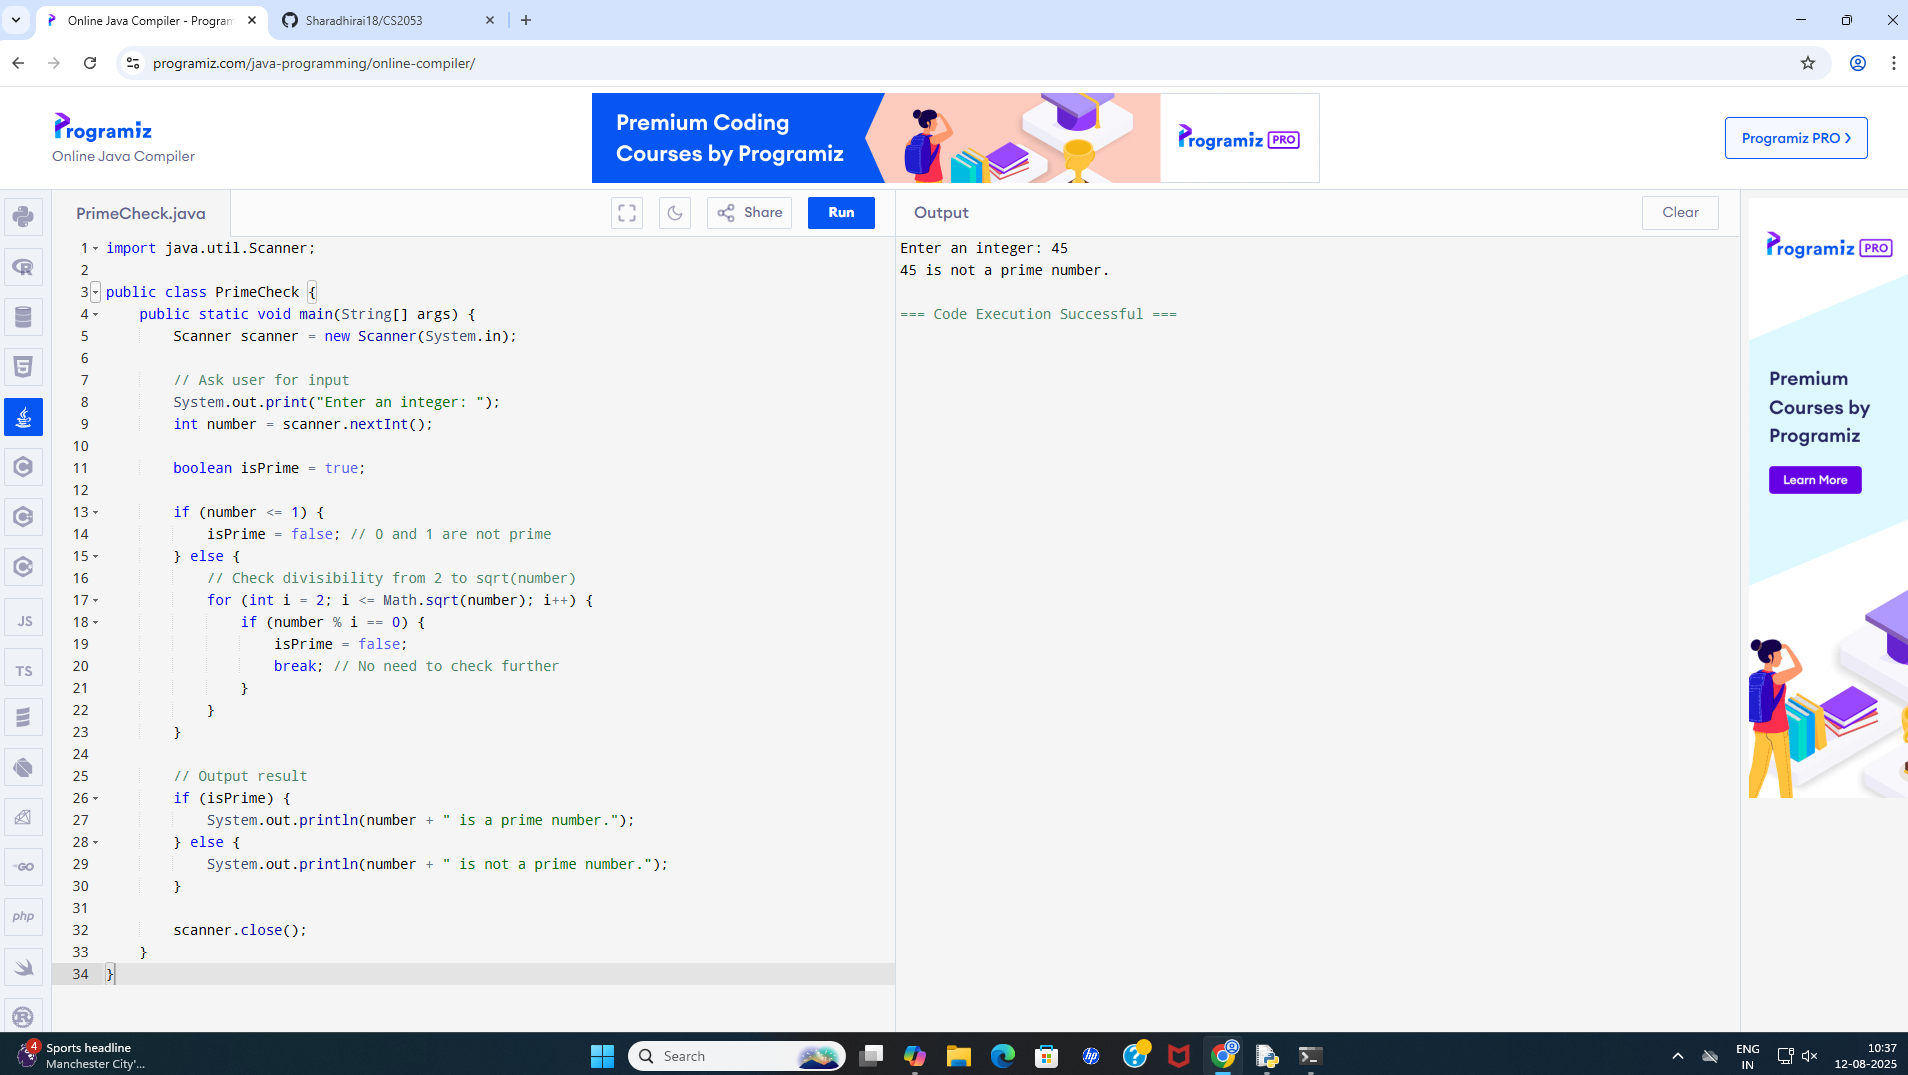 Online Java Compiler - Program
Sharadhirai18/CS2053
programiz.com/java-programming/online-compiler/
Programiz
Online Java Compiler
Premium Coding
Courses by Programiz
Programiz PRO
Programiz PRO >
PrimeCheck.java
Share
Run
Output
Clear
1 import java.util.Scanner;
2
3 public class PrimeCheck {
4 public static void main(String[] args) {
5 Scanner scanner = new Scanner(System.in);
6
7 // Ask user for input
8 System.out.print("Enter an integer: ");
9 int number = scanner.nextInt();
10
11 boolean isPrime = true;
12
13 if (number <= 1) {
14 isPrime = false; // 0 and 1 are not prime
15 } else {
16 // Check divisibility from 2 to sqrt(number)
17 for (int i = 2; i <= Math.sqrt(number); i++) {
18 if (number % i == 0) {
19 isPrime = false;
20 break; // No need to check further
21 }
22 }
23 }
24
25 // Output result
26 if (isPrime) {
27 System.out.println(number + " is a prime number.");
28 } else {
29 System.out.println(number + " is not a prime number.");
30 }
31
32 scanner.close();
33 }
34 }
Enter an integer: 45
45 is not a prime number.
=== Code Execution Successful ===
Programiz PRO
Premium
Courses by
Programiz
Learn More
JS
TS
GO
php
4
Sports headline
Manchester City'...
Search
hp
ENG
IN
10:37
12-08-2025